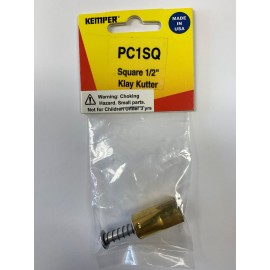 KEMPER
MADE IN
USA
PC1SQ
Square 1/2"
Klay Kutter
Warning: Choking
Hazard. Small parts.
Not for Children Under 3 yrs